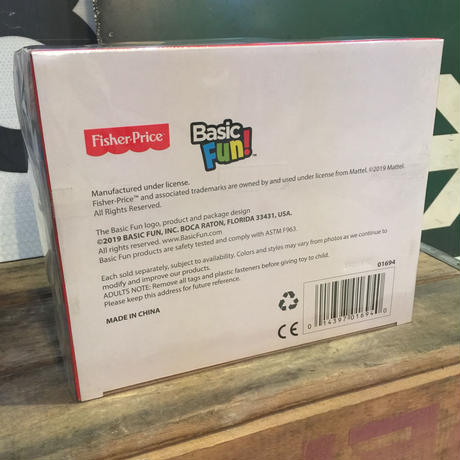 Fisher-Price
Basic
Fun!™
Manufactured under license.
Fisher-Price™ and associated trademarks are owned by and used under license from Mattel. ©2019 Mattel.
All Rights Reserved.
The Basic Fun logo, product and package design
©2019 BASIC FUN, INC. BOCA RATON, FLORIDA 33431, USA.
All rights reserved. www.BasicFun.com
Basic Fun products are safety tested and comply with ASTM F963.
Each sold separately, subject to availability. Colors and styles may vary from photos as we continue to
modify and improve our products.
ADULTS NOTE: Remove all tags and plastic fasteners before giving toy to child.
Please keep this address for future reference.
MADE IN CHINA
01694
CE
0 14397 01694 0